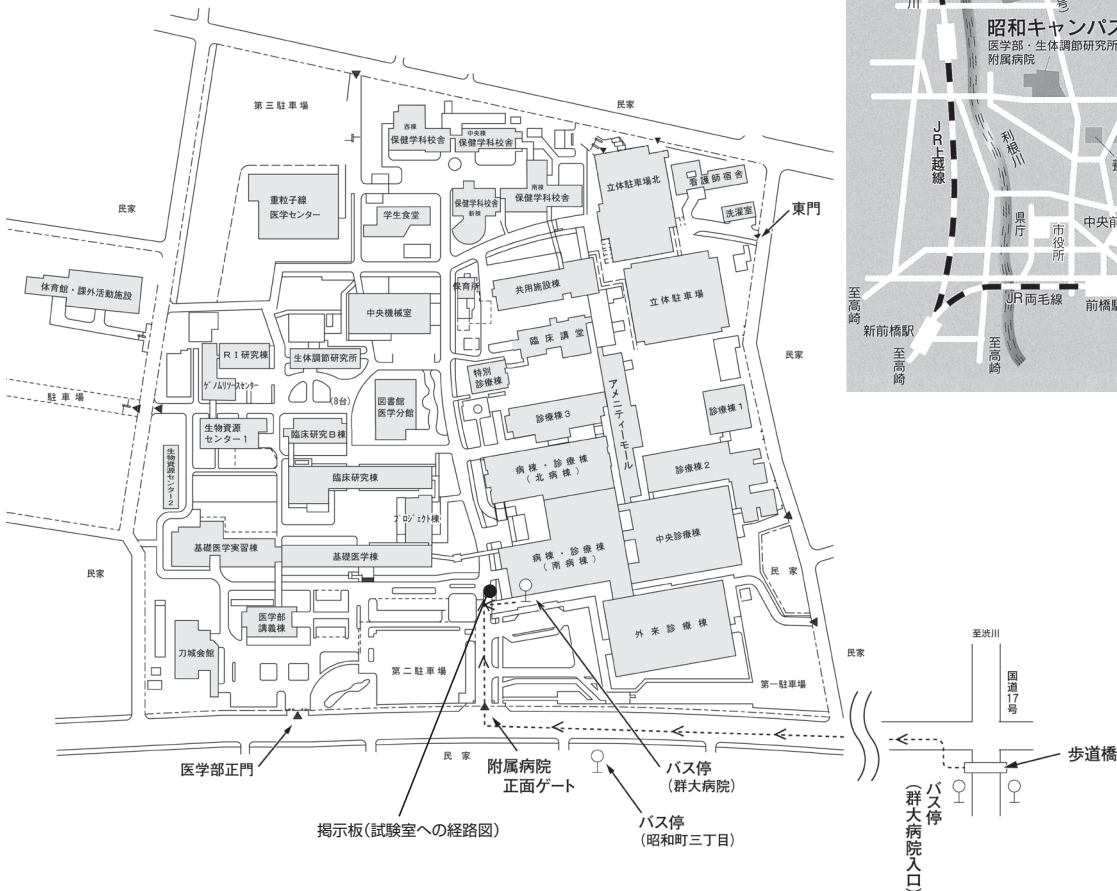 第三駐車場
民家
西棟
保健学科校舎
中央棟
保健学科校舎
南棟
保健学科校舎
保健学科校舎
新棟
立体駐車場北
看護師宿舎
洗濯室
東門
重粒子線
医学センター
学生食堂
民家
体育館・課外活動施設
保育所
共用施設棟
立体駐車場
中央機械室
臨床講堂
民家
RI研究棟
生体調節研究所
ゲノムリソースセンター
特別
診療棟
アメニティーモール
駐車場
(8台)
図書館
医学分館
診療棟3
診療棟1
生物資源
センター1
臨床研究B棟
生物資源センター2
病棟・診療棟
(北病棟)
診療棟2
臨床研究棟
プロジェクト棟
中央診療棟
基礎医学実習棟
基礎医学棟
病棟・診療棟
(南病棟)
民家
民家
医学部
講義棟
外来診療棟
刀城会館
第二駐車場
第一駐車場
民家
至渋川
国道17号
医学部正門
民家
附属病院
正面ゲート
バス停
(群大病院)
歩道橋
掲示板(試験室への経路図)
バス停
(昭和町三丁目)
バス停
(群大病院入口)
川
昭和キャンパス
医学部・生体調節研究所
附属病院
JR上越線
利根川
県庁
市役所
中央前
至高崎
JR両毛線
前橋駅
新前橋駅
至高崎
至高崎